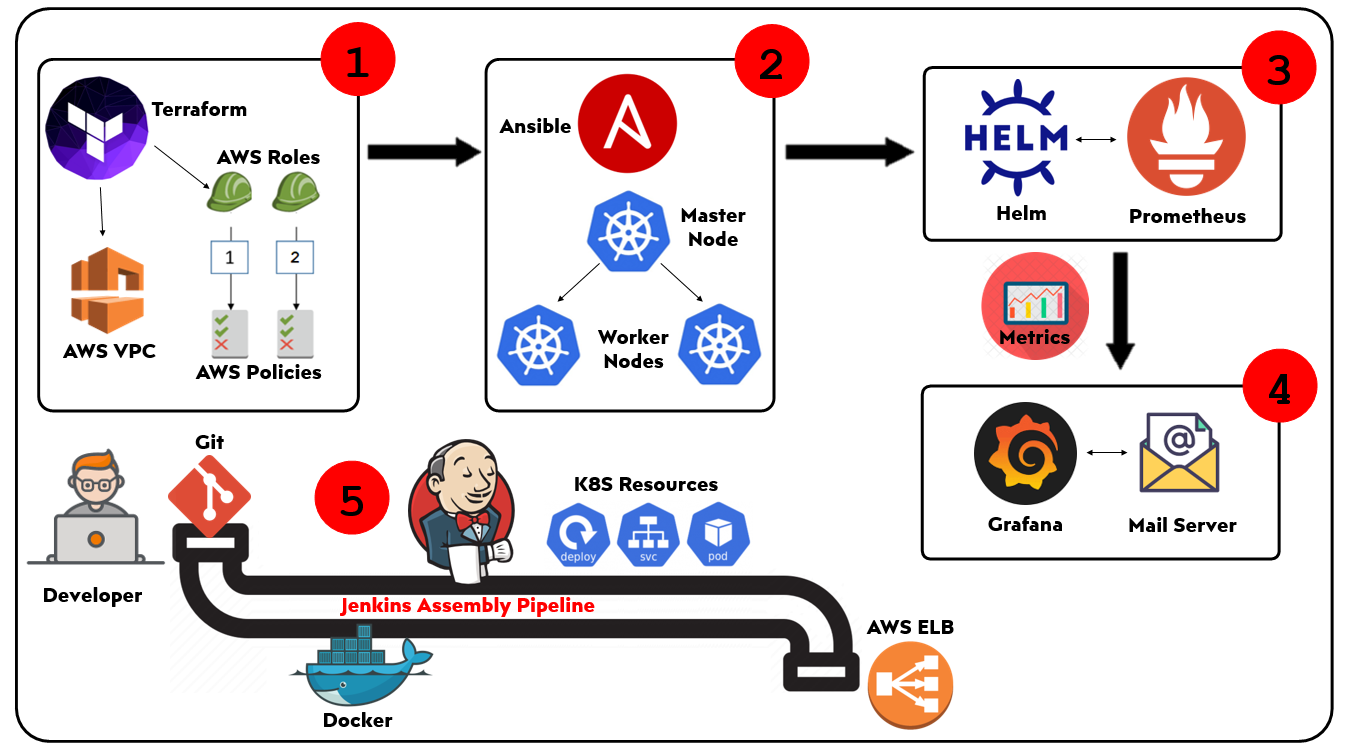 1
Terraform
AWS Roles
1
2
AWS VPC
AWS Policies
2
Ansible
Master
Node
Worker
Nodes
3
HELM
Helm
Prometheus
Metrics
4
@
Grafana
Mail Server
Developer
Git
5
K8S Resources
deploy
svc
pod
Jenkins Assembly Pipeline
Docker
AWS ELB